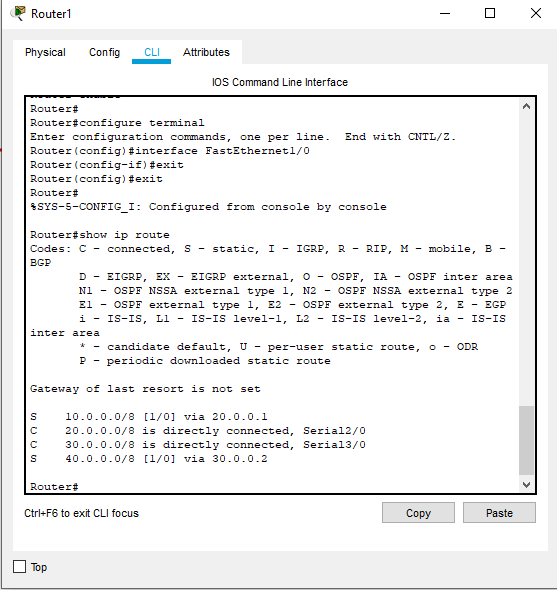 Router1
Physical Config CLI Attributes
IOS Command Line Interface
Router#
Router#configure terminal
Enter configuration commands, one per line.  End with CNTL/Z.
Router(config)#interface FastEthernet1/0
Router(config-if)#exit
Router(config)#exit
Router#
%SYS-5-CONFIG_I: Configured from console by console
Router#show ip route
Codes: C - connected, S - static, I - IGRP, R - RIP, M - mobile, B -
BGP
D - EIGRP, EX - EIGRP external, O - OSPF, IA - OSPF inter area
N1 - OSPF NSSA external type 1, N2 - OSPF NSSA external type 2
E1 - OSPF external type 1, E2 - OSPF external type 2, E - EGP
i - IS-IS, L1 - IS-IS level-1, L2 - IS-IS level-2, ia - IS-IS
inter area
* - candidate default, U - per-user static route, o - ODR
P - periodic downloaded static route
Gateway of last resort is not set
S    10.0.0.0/8 [1/0] via 20.0.0.1
C    20.0.0.0/8 is directly connected, Serial2/0
C    30.0.0.0/8 is directly connected, Serial3/0
S    40.0.0.0/8 [1/0] via 30.0.0.2
Router#
Ctrl+F6 to exit CLI focus
Copy Paste
Top